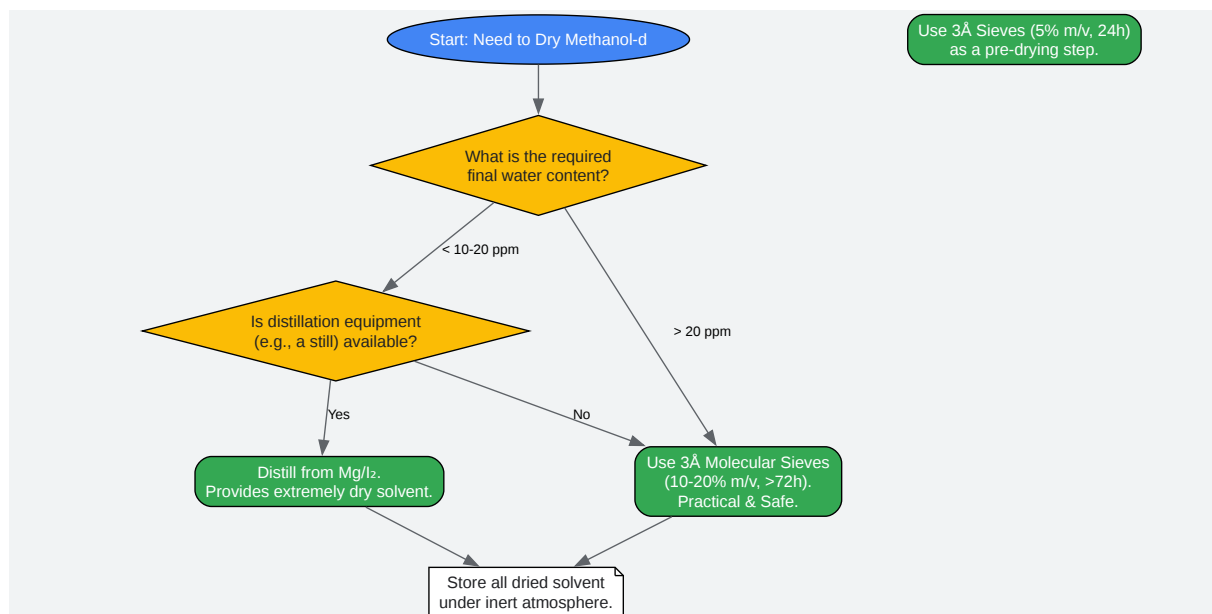 Start: Need to Dry Methanol-d
Use 3Å Sieves (5% m/v, 24h)
as a pre-drying step.
What is the required
final water content?
< 10-20 ppm
Is distillation equipment
(e.g., a still) available?
> 20 ppm
Yes
No
Distill from Mg/I₂.
Provides extremely dry solvent.
Use 3Å Molecular Sieves
(10-20% m/v, >72h).
Practical & Safe.
Store all dried solvent
under inert atmosphere.